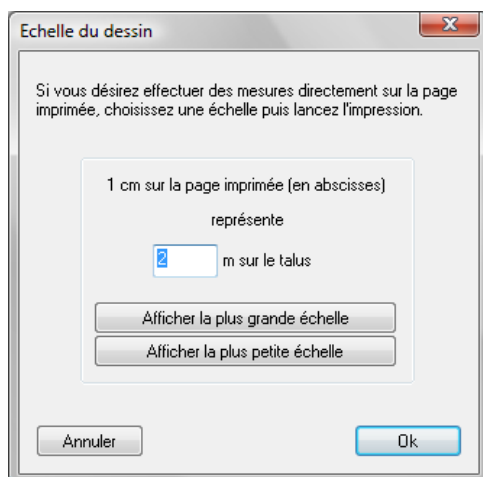 Echelle du dessin
Si vous désirez effectuer des mesures directement sur la page
imprimée, choisissez une échelle puis lancez l'impression.
1 cm sur la page imprimée (en abscisses)
représente
2 m sur le talus
Afficher la plus grande échelle
Afficher la plus petite échelle
Annuler Ok